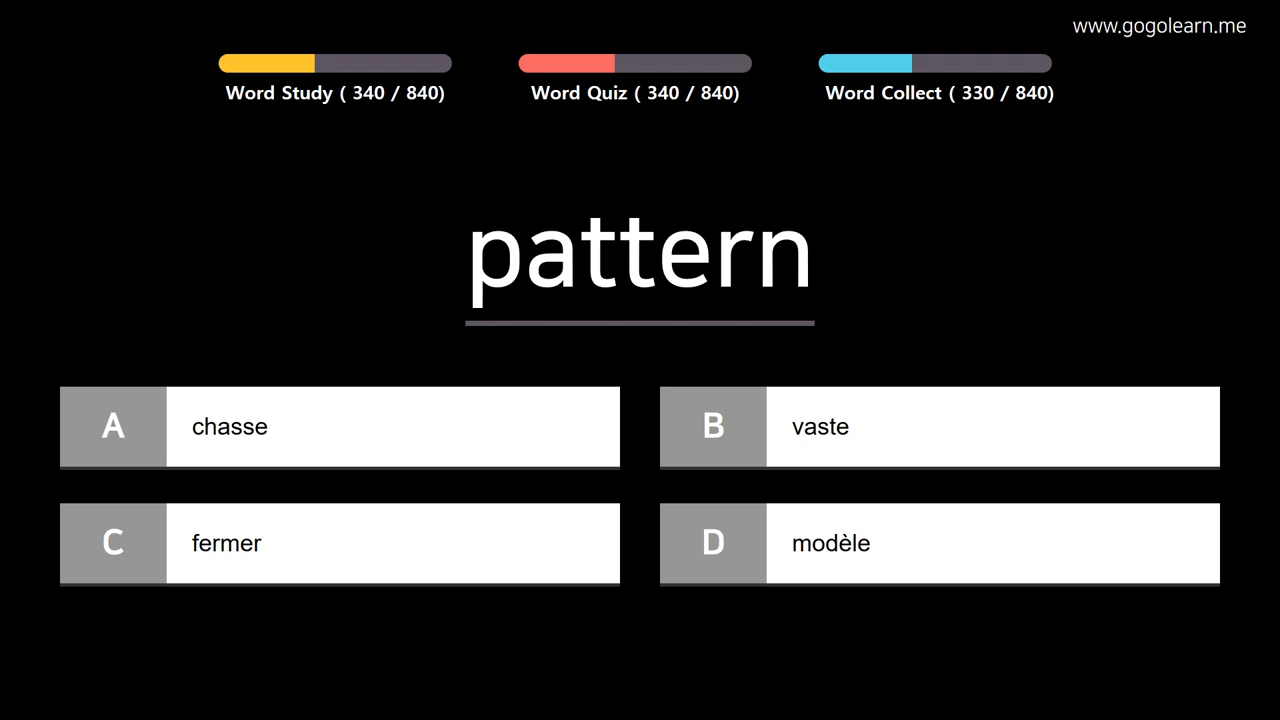 www.gogolearn.me
Word Study ( 340 / 840)
Word Quiz ( 340 / 840)
Word Collect ( 330 / 840)
pattern
A chasse
B vaste
C fermer
D modèle